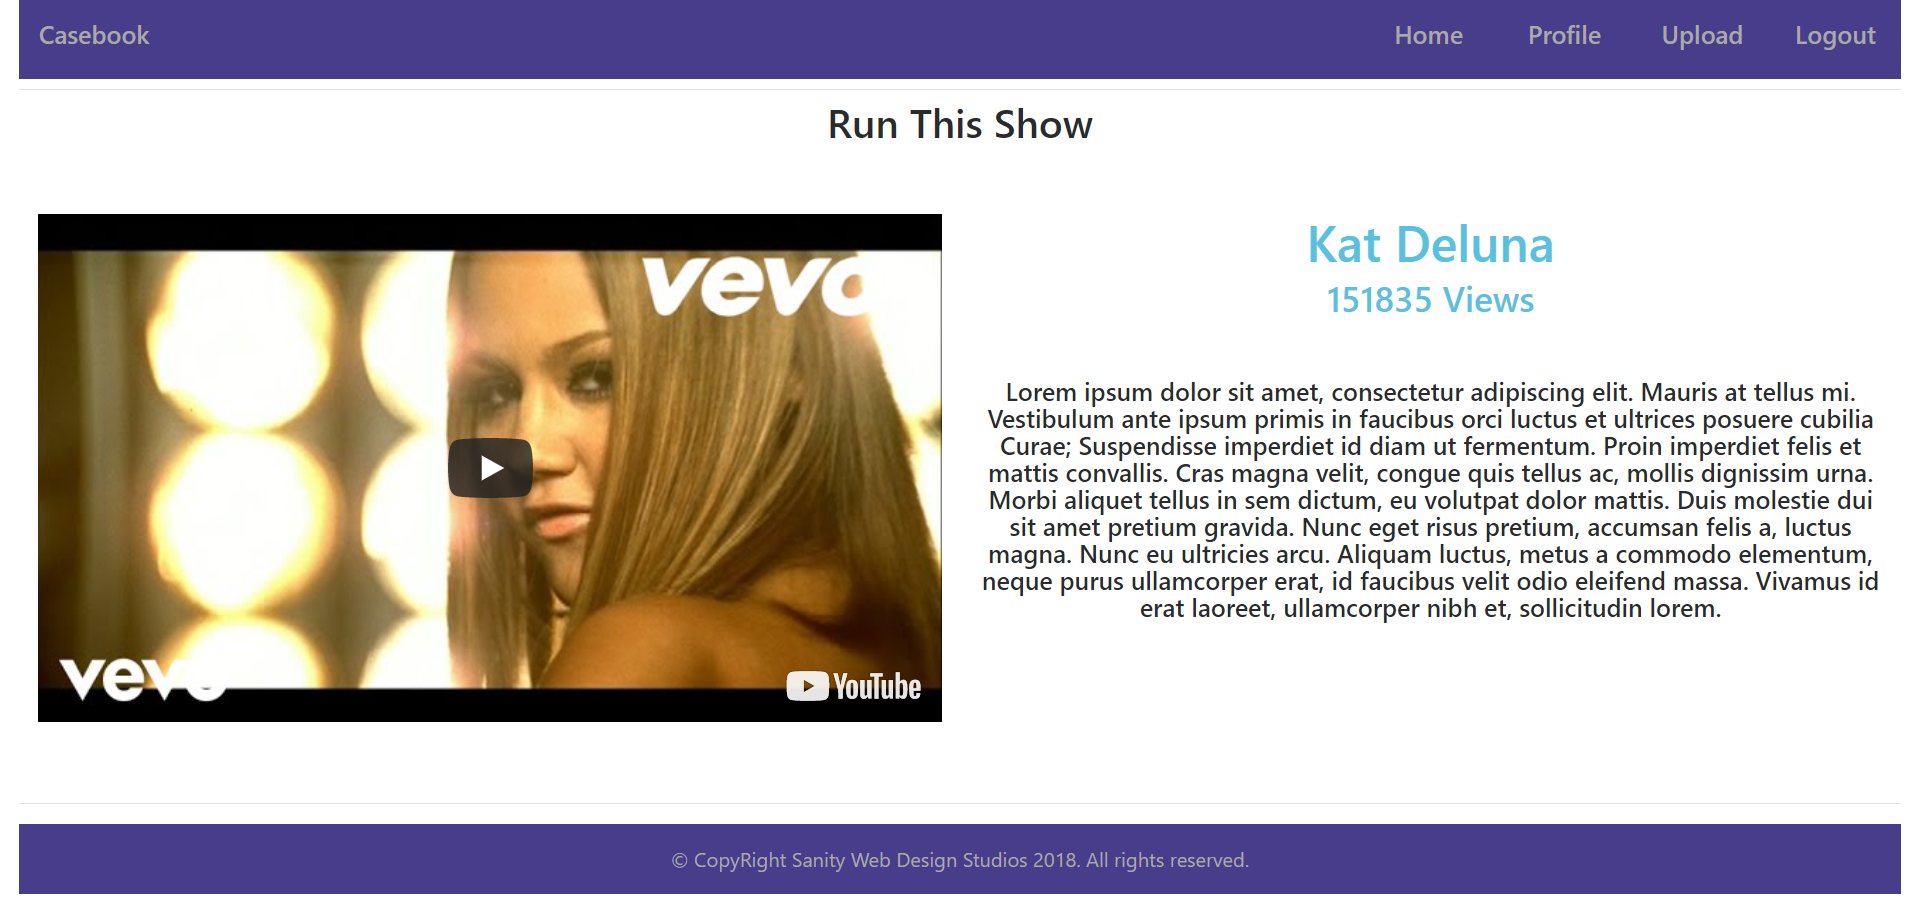 Casebook Home Profile Upload Logout
Run This Show
vevo
vevo
YouTube
Kat Deluna
151835 Views
Lorem ipsum dolor sit amet, consectetur adipiscing elit. Mauris at tellus mi.
Vestibulum ante ipsum primis in faucibus orci luctus et ultrices posuere cubilia
Curae; Suspendisse imperdiet id diam ut fermentum. Proin imperdiet felis et
mattis convallis. Cras magna velit, congue quis tellus ac, mollis dignissim urna.
Morbi aliquet tellus in sem dictum, eu volutpat dolor mattis. Duis molestie dui
sit amet pretium gravida. Nunc eget risus pretium, accumsan felis a, luctus
magna. Nunc eu ultricies arcu. Aliquam luctus, metus a commodo elementum,
neque purus ullamcorper erat, id faucibus velit odio eleifend massa. Vivamus id
erat laoreet, ullamcorper nibh et, sollicitudin lorem.
© CopyRight Sanity Web Design Studios 2018. All rights reserved.